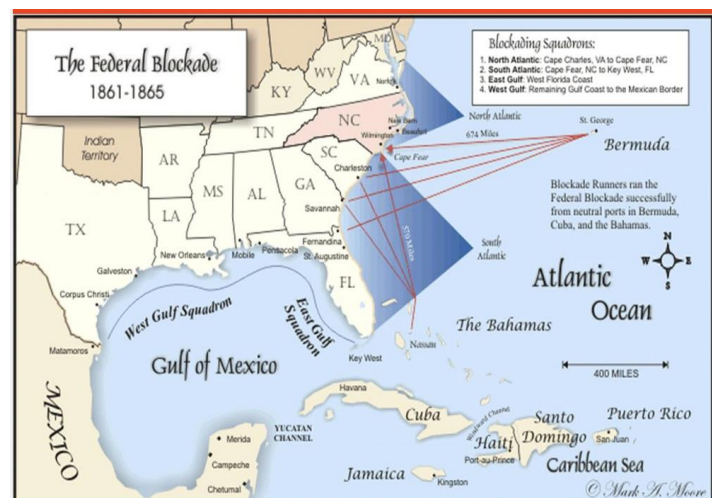 The Federal Blockade
1861-1865
Blockading Squadrons:
1. North Atlantic: Cape Charles, VA to Cape Fear, NC
2. South Atlantic: Cape Fear, NC to Key West, FL
3. East Gulf: West Florida Coast
4. West Gulf: Remaining Gulf Coast to the Mexican Border
MD
WV
VA
KY
Norfolk
North Atlantic
St. George
674 Miles
Bermuda
NC
New Bern
Beaufort
Wilmington
TN
Indian
Territory
AR
SC
Cape Fear
Charleston
MS
AL
GA
Blockade Runners ran the
Federal Blockade successfully
from neutral ports in Bermuda,
Cuba, and the Bahamas.
LA
TX
Savannah
N
W
E
S
Fernandina
St. Augustine
New Orleans
Mobile
Pensacola
579 Miles
South
Atlantic
Galveston
FL
Atlantic
Ocean
Corpus Christi
West Gulf Squadron
East Gulf
Squadron
The Bahamas
Matamoros
Key West
Nassau
Gulf of Mexico
400 MILES
MEXICO
Havana
Cuba
YUCATAN
CHANNEL
Windward Channel
Haiti
Santo
Domingo
Puerto Rico
San Juan
Merida
Campeche
Chetumal
Port-au-Prince
Jamaica
Kingston
Caribbean Sea
© Mark A. Moore